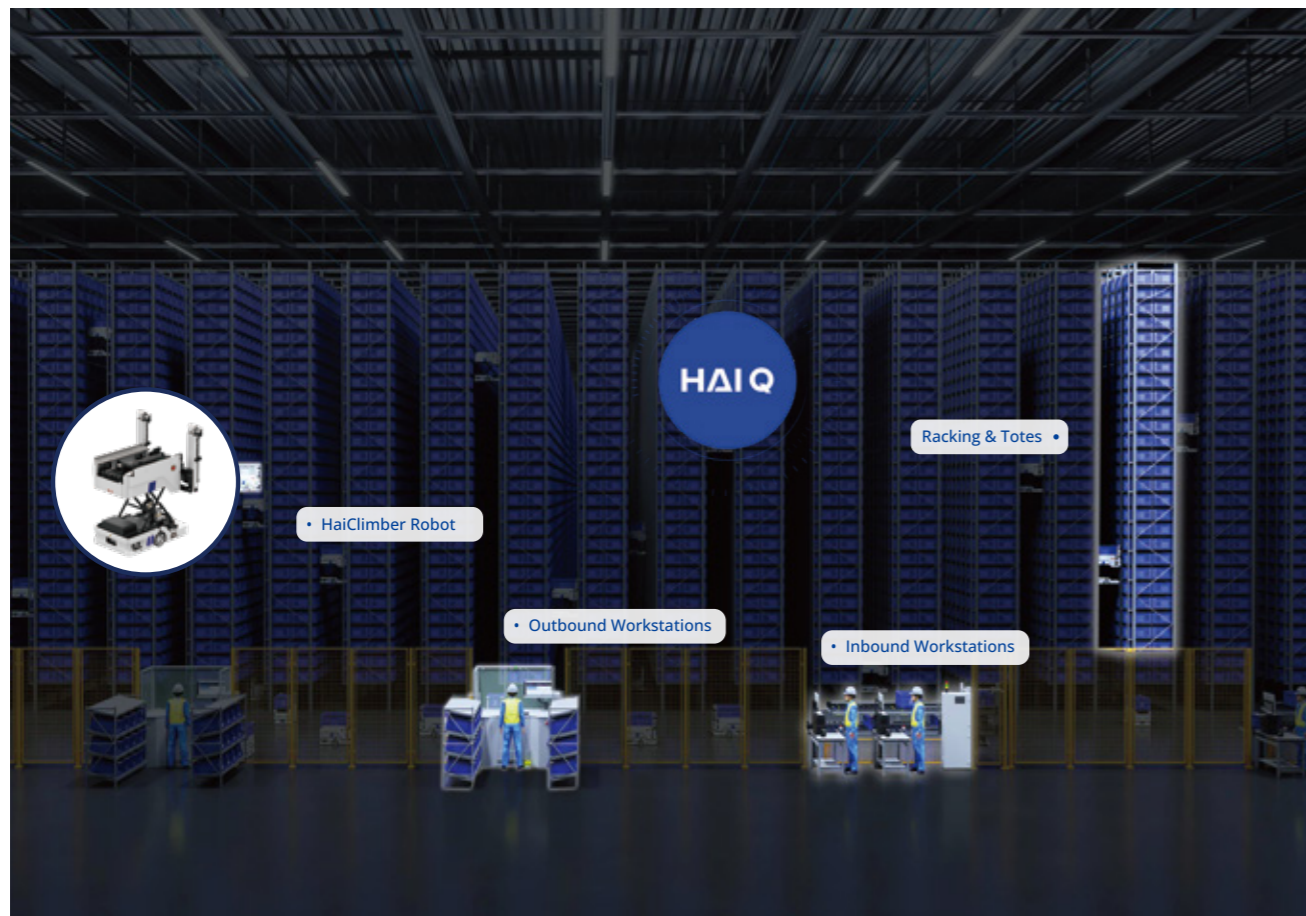 HAI Q
Racking & Totes •
• HaiClimber Robot
• Outbound Workstations
• Inbound Workstations